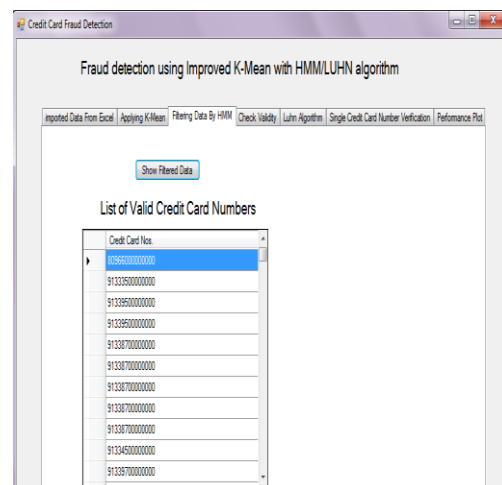 Credit Card Fraud Detection
Fraud detection using Improved K-Mean with HMM/LUHN algorithm
Imported Data From Excel Applying K-Mean Filtering Data By HMM Check Validity Luhn Algorithm Single Credit Card Number Verification Performance Plot
Show Filtered Data
List of Valid Credit Card Numbers
Credit Card Nos.
80966000000000
91333500000000
91339500000000
91339500000000
91338700000000
91338700000000
91338700000000
91338700000000
91338700000000
91334500000000
91339700000000